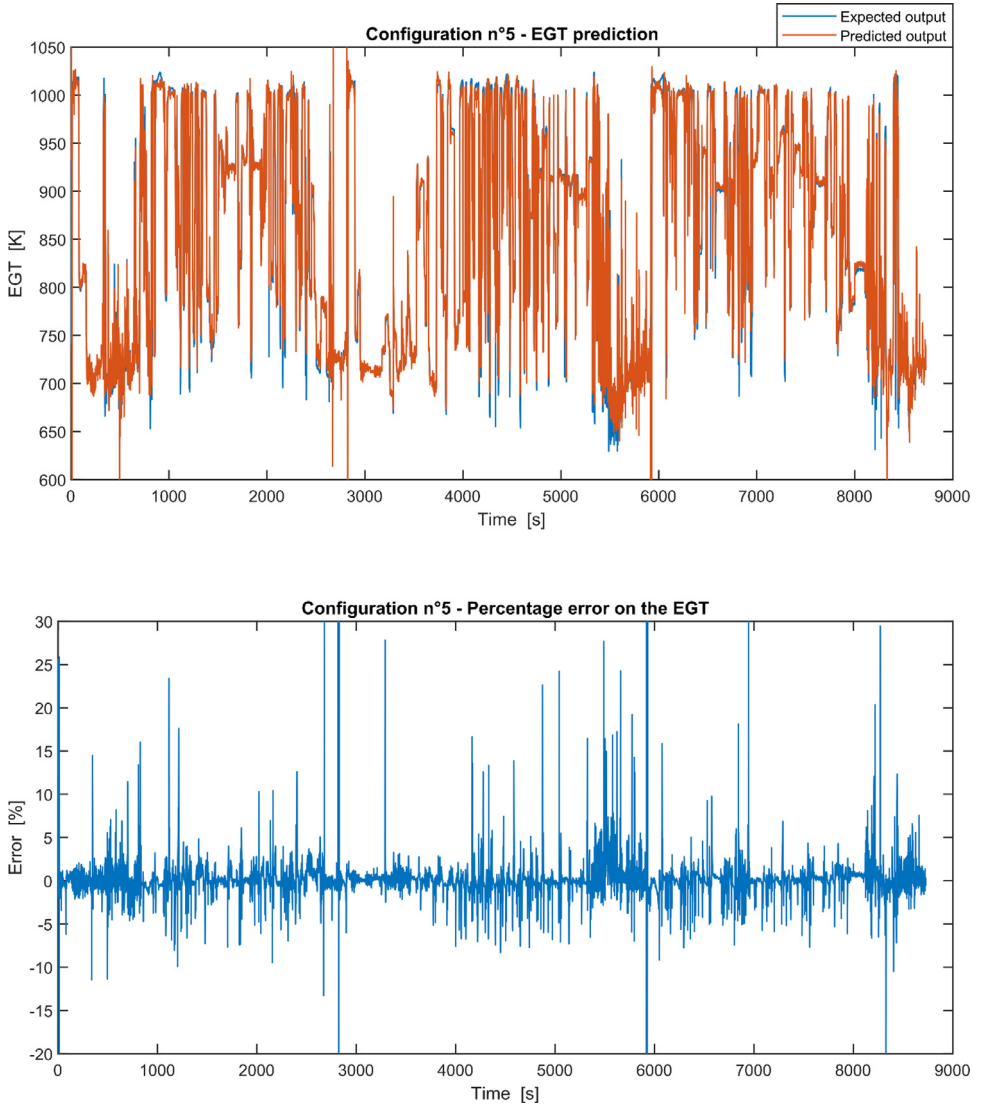 Configuration n°5 - EGT prediction
Expected output
Predicted output
1050
1000
950
900
850
800
750
700
650
600
EGT [K]
0 1000 2000 3000 4000 5000 6000 7000 8000 9000
Time [s]
Configuration n°5 - Percentage error on the EGT
30
25
20
15
10
5
0
-5
-10
-15
-20
Error [%]
0 1000 2000 3000 4000 5000 6000 7000 8000 9000
Time [s]